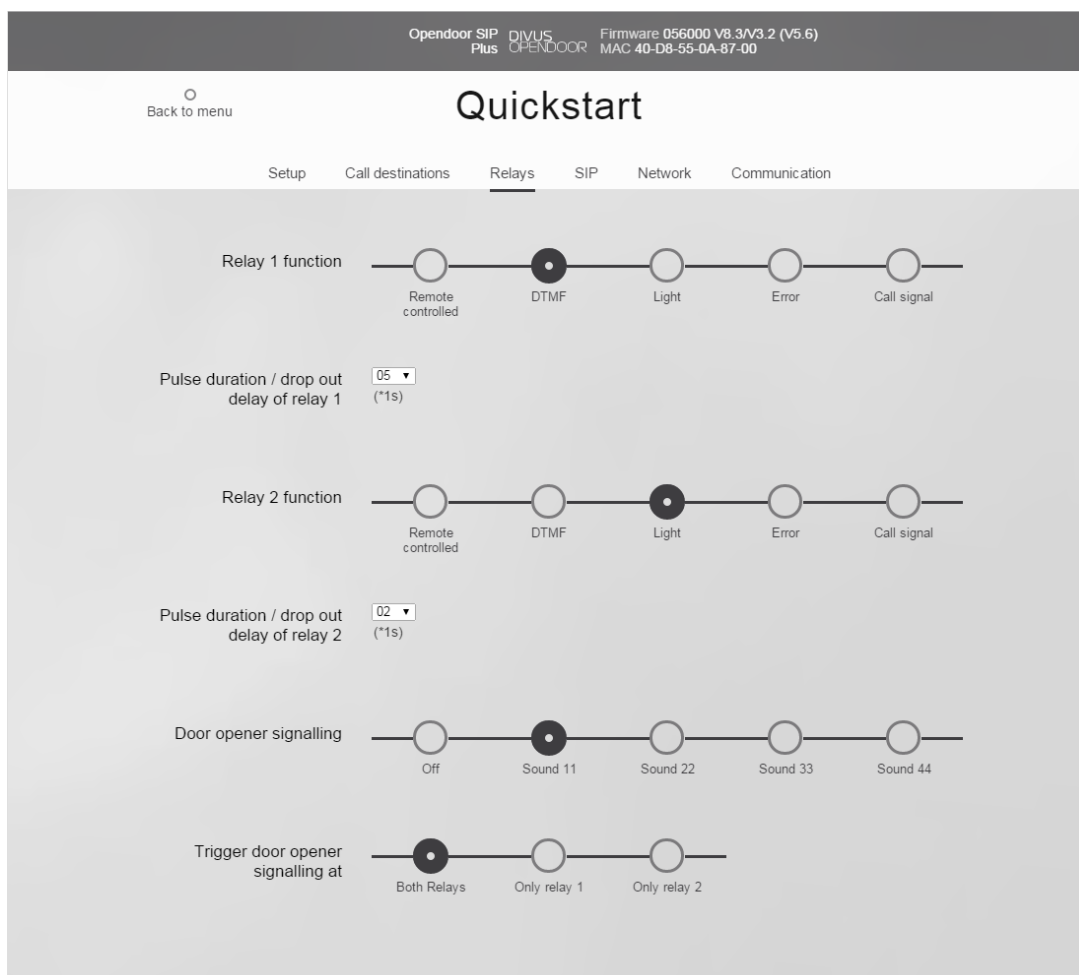 Opendoor SIP Plus DIVUS OPENDOOR Firmware 056000 V8.3/V3.2 (V5.6)
MAC 40-D8-55-0A-87-00
Back to menu
Quickstart
Setup Call destinations Relays SIP Network Communication
Relay 1 function
Remote controlled DTMF Light Error Call signal
Pulse duration / drop out
delay of relay 1
05
(*1s)
Relay 2 function
Remote controlled DTMF Light Error Call signal
Pulse duration / drop out
delay of relay 2
02
(*1s)
Door opener signalling
Off Sound 11 Sound 22 Sound 33 Sound 44
Trigger door opener
signalling at
Both Relays Only relay 1 Only relay 2